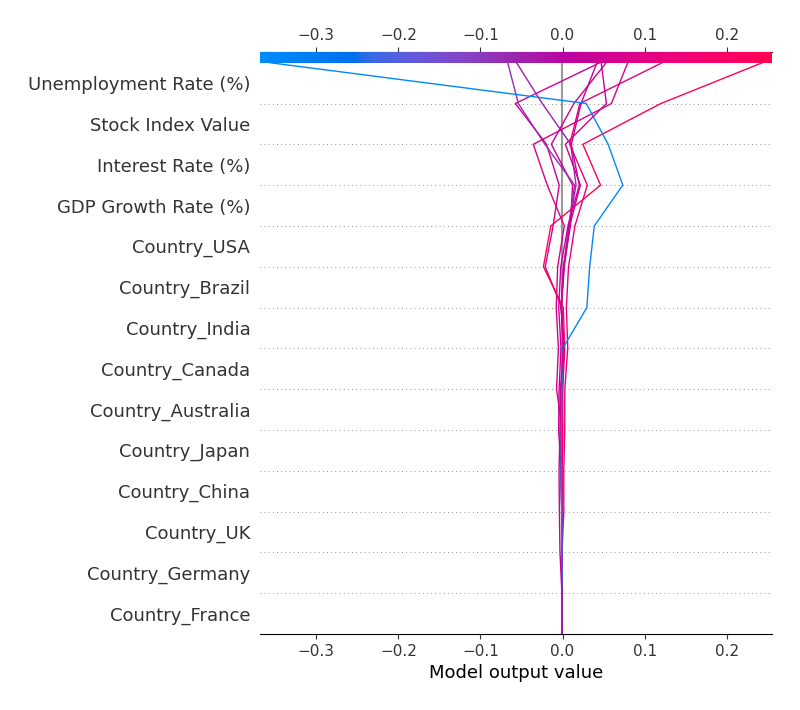 −0.3 −0.2 −0.1 0.0 0.1 0.2
Unemployment Rate (%)
Stock Index Value
Interest Rate (%)
GDP Growth Rate (%)
Country_USA
Country_Brazil
Country_India
Country_Canada
Country_Australia
Country_Japan
Country_China
Country_UK
Country_Germany
Country_France
−0.3 −0.2 −0.1 0.0 0.1 0.2
Model output value